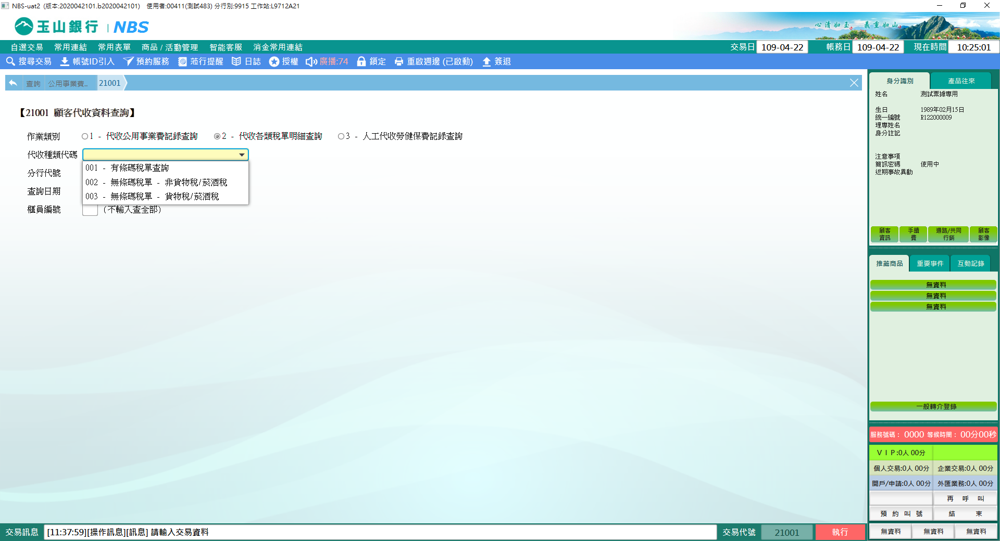 NBS-uat2 (版本:2020042101.b2020042101) 使用者:00411(測試483) 分行別:9915 工作站:L9712A21
玉山銀行 | NBS
心清如玉。義重如山。
自選交易 常用連結 常用表單 商品 / 活動管理 智能客服 消金常用連結 交易日 109-04-22 帳務日 109-04-22 現在時間 10:25:01
搜尋交易 帳號ID引入 預約服務 蒞行提醒 日誌 授權 廣播:74 鎖定 重啟週邊 (已啟動) 簽退
查詢 公用事業費.. 21001
【21001 顧客代收資料查詢】
作業類別 1 - 代收公用事業費記錄查詢 2 - 代收各類稅單明細查詢 3 - 人工代收勞健保費記錄查詢
代收種類代碼
001 - 有條碼稅單查詢
分行代號
002 - 無條碼稅單 - 非貨物稅/菸酒稅
查詢日期
003 - 無條碼稅單 - 貨物稅/菸酒稅
櫃員編號 (不輸入查全部)
身分識別 產品往來
姓名 測試票據專用
生日 1989年02月15日
統一編號 R122000009
理專姓名
身分註記
注意事項
簡訊密碼 使用中
近期事故異動
顧客資訊 手續費 通路/共同行銷 顧客影像
推薦商品 重要事件 互動記錄
無資料
無資料
無資料
一般轉介登錄
服務號碼： 0000 等候時間： 00分00秒
ＶＩＰ:0人 00分
個人交易:0人 00分 企業交易:0人 00分
開戶/申請:0人 00分 外匯業務:0人 00分
再 呼 叫
預 約 叫 號 結 束
無資料 無資料 無資料
交易訊息 [11:37:59][操作訊息][訊息] 請輸入交易資料 交易代號 21001 執行